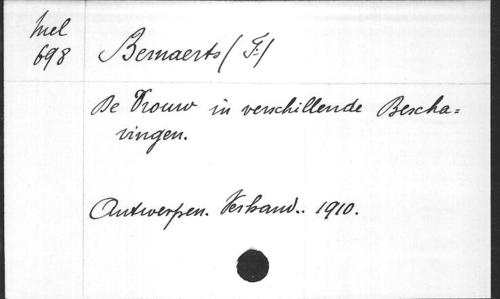 Mel
698
Bernaerts (F.)
De Vrouw in verschillende Bescha=
vingen.
Antwerpen. Verband.. 1910.